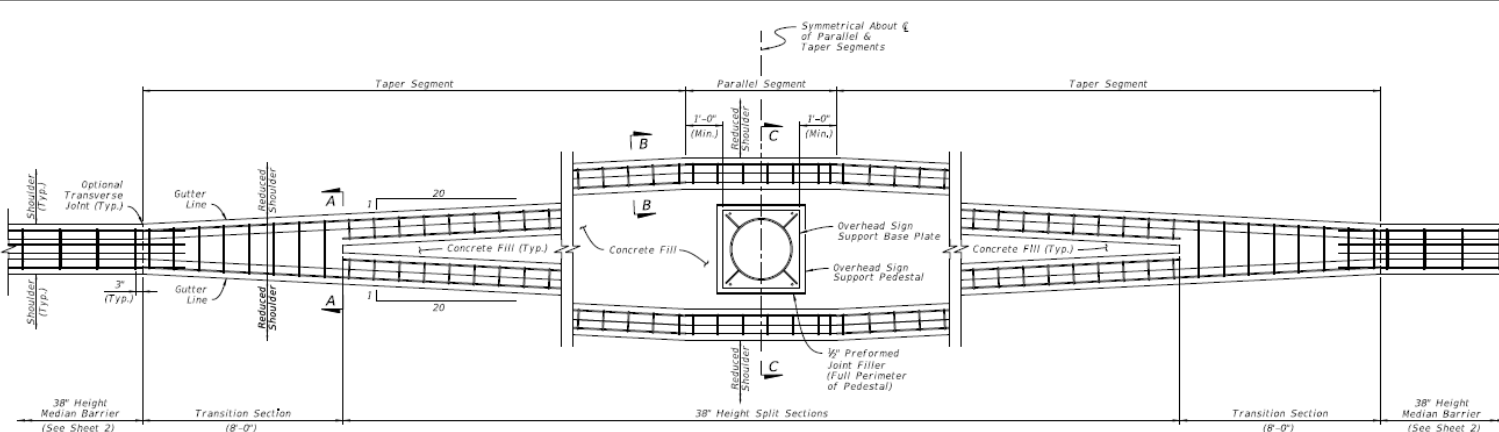 Symmetrical About ℄
of Parallel &
Taper Segments
Taper Segment
Parallel Segment
Taper Segment
1'-0"
(Min.)
Reduced
Shoulder
C
1'-0"
(Min.)
B
Shoulder
(Typ.)
Optional
Transverse
Joint (Typ.)
Gutter
Line
Reduced
Shoulder
A
1
20
B
Concrete Fill (Typ.)
Concrete Fill
Overhead Sign
Support Base Plate
Overhead Sign
Support Pedestal
Concrete Fill (Typ.)
Shoulder
(Typ.)
3"
(Typ.)
Gutter
Line
Reduced
Shoulder
A
1
20
Reduced
Shoulder
C
½" Preformed
Joint Filler
(Full Perimeter
of Pedestal)
38" Height
Median Barrier
(See Sheet 2)
Transition Section
(8'-0")
38" Height Split Sections
Transition Section
(8'-0")
38" Height
Median Barrier
(See Sheet 2)